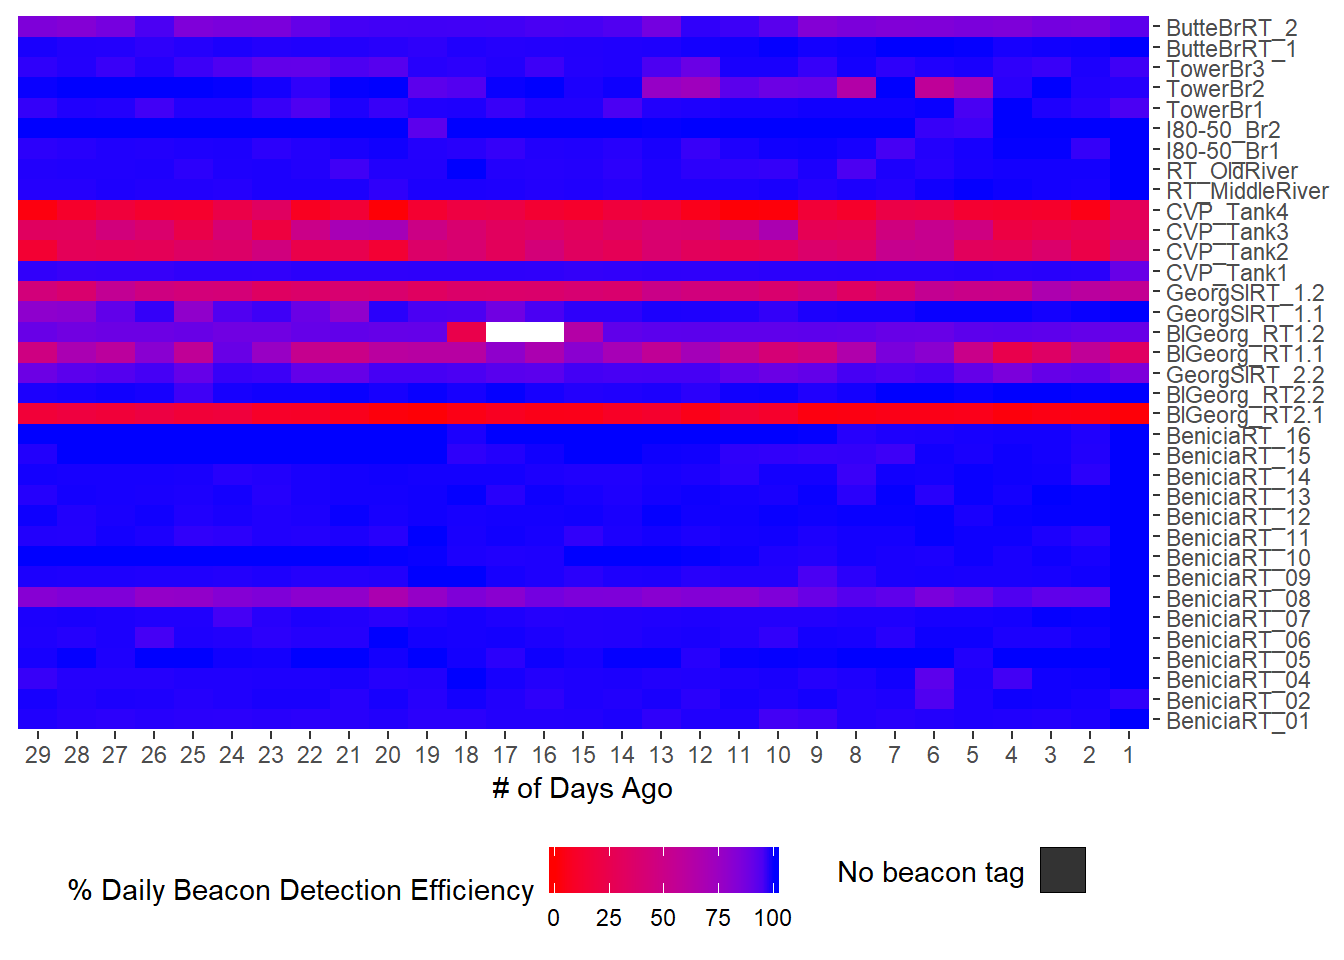 ButteBrRT_2
ButteBrRT_1
TowerBr3
TowerBr2
TowerBr1
I80-50_Br2
I80-50_Br1
RT_OldRiver
RT_MiddleRiver
CVP_Tank4
CVP_Tank3
CVP_Tank2
CVP_Tank1
GeorgSlRT_1.2
GeorgSlRT_1.1
BlGeorg_RT1.2
BlGeorg_RT1.1
GeorgSlRT_2.2
BlGeorg_RT2.2
BlGeorg_RT2.1
BeniciaRT_16
BeniciaRT_15
BeniciaRT_14
BeniciaRT_13
BeniciaRT_12
BeniciaRT_11
BeniciaRT_10
BeniciaRT_09
BeniciaRT_08
BeniciaRT_07
BeniciaRT_06
BeniciaRT_05
BeniciaRT_04
BeniciaRT_02
BeniciaRT_01
29 28 27 26 25 24 23 22 21 20 19 18 17 16 15 14 13 12 11 10 9 8 7 6 5 4 3 2 1
# of Days Ago
% Daily Beacon Detection Efficiency
0 25 50 75 100
No beacon tag